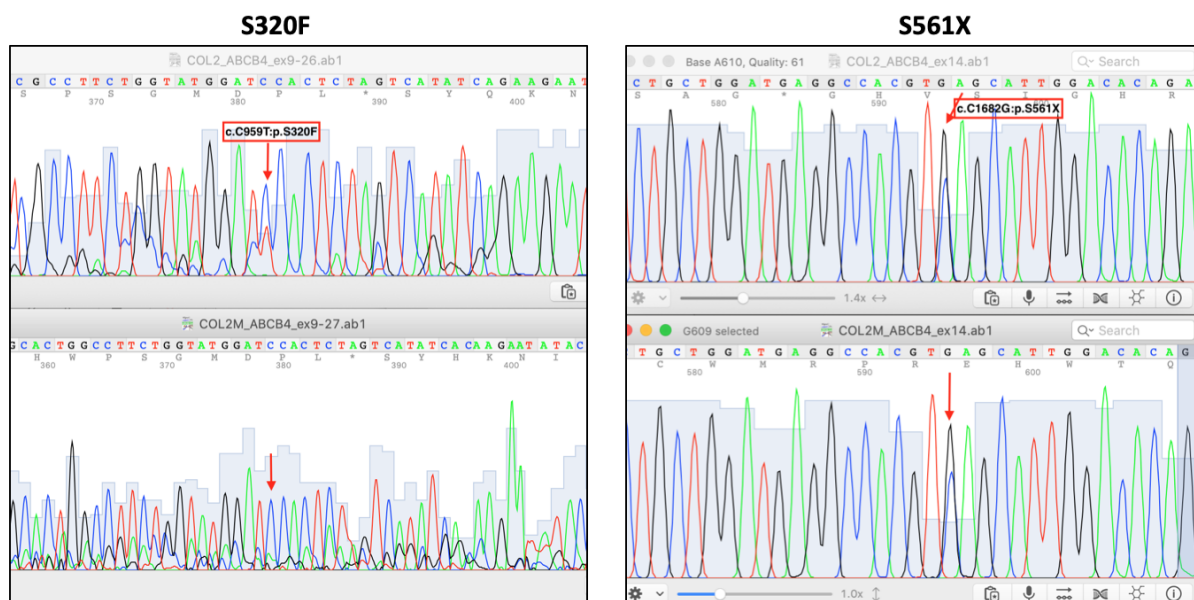 S320F
COL2_ABCB4_ex9-26.ab1
C G C C T T C T G G T A T G G A T C C A C T C T A G T C A T A T C A G A A G A A T
S P S G M D P L * S Y Q K N
370 380 390 400
c.C959T:p.S320F
COL2M_ABCB4_ex9-27.ab1
G C A C T G G C C T T C T G G T A T G G A T C C A C T C T A G T C A T A T C A C A A G A A T A T A C
H W P S G M D P L * S Y H K N I
360 370 380 390 400
S561X
Base A610, Quality: 61
COL2_ABCB4_ex14.ab1
Search
C T G C T G G A T G A G G C C A C G T G A G C A T T G G A C A C A G A
S A G * G H V S I G H R
580 590
c.C1682G:p.S561X
1.4x
G609 selected
COL2M_ABCB4_ex14.ab1
Search
T G C T G G A T G A G G C C A C G T G A G C A T T G G A C A C A G
C W M R P R E H W T Q
580 590 600
1.0x